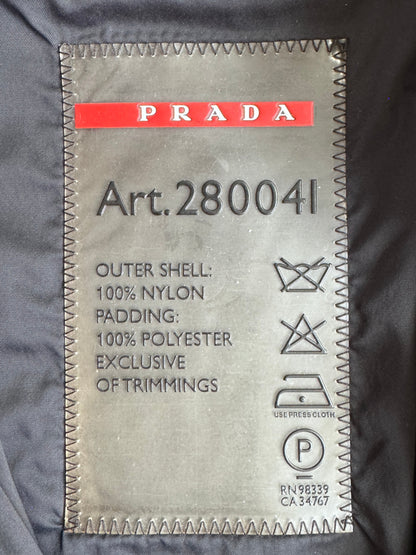 PRADA
Art.280041
OUTER SHELL:
100% NYLON
PADDING:
100% POLYESTER
EXCLUSIVE
OF TRIMMINGS
USE PRESS CLOTH
P
RN 98339
CA 34767